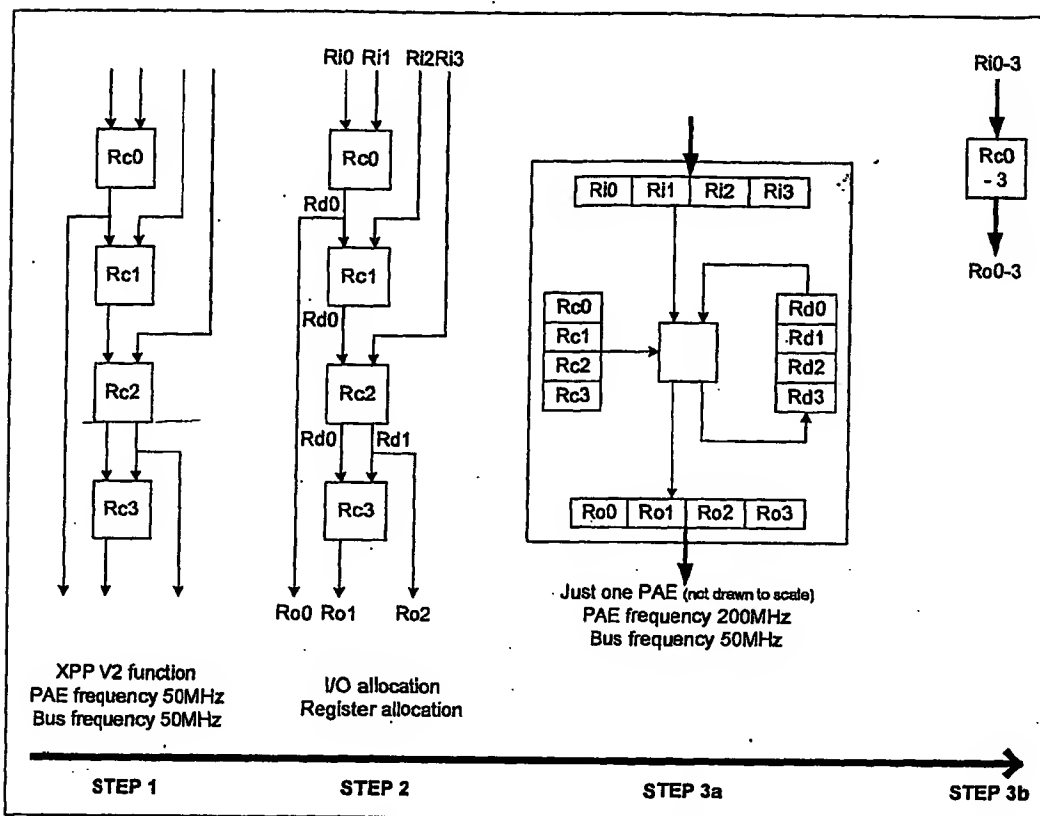 Rc0
Rc1
Rc2
Rc3
XPP V2 function
PAE frequency 50MHz
Bus frequency 50MHz
Ri0 Ri1 Ri2Ri3
Rc0
Rd0
Rc1
Rd0
Rc2
Rd0 Rd1
Rc3
Ro0 Ro1 Ro2
I/O allocation
Register allocation
Ri0 Ri1 Ri2 Ri3
Rc0
Rc1
Rc2
Rc3
Rd0
Rd1
Rd2
Rd3
Ro0 Ro1 Ro2 Ro3
Just one PAE (not drawn to scale)
PAE frequency 200MHz
Bus frequency 50MHz
Ri0-3
Rc0
- 3
Ro0-3
STEP 1 STEP 2 STEP 3a STEP 3b